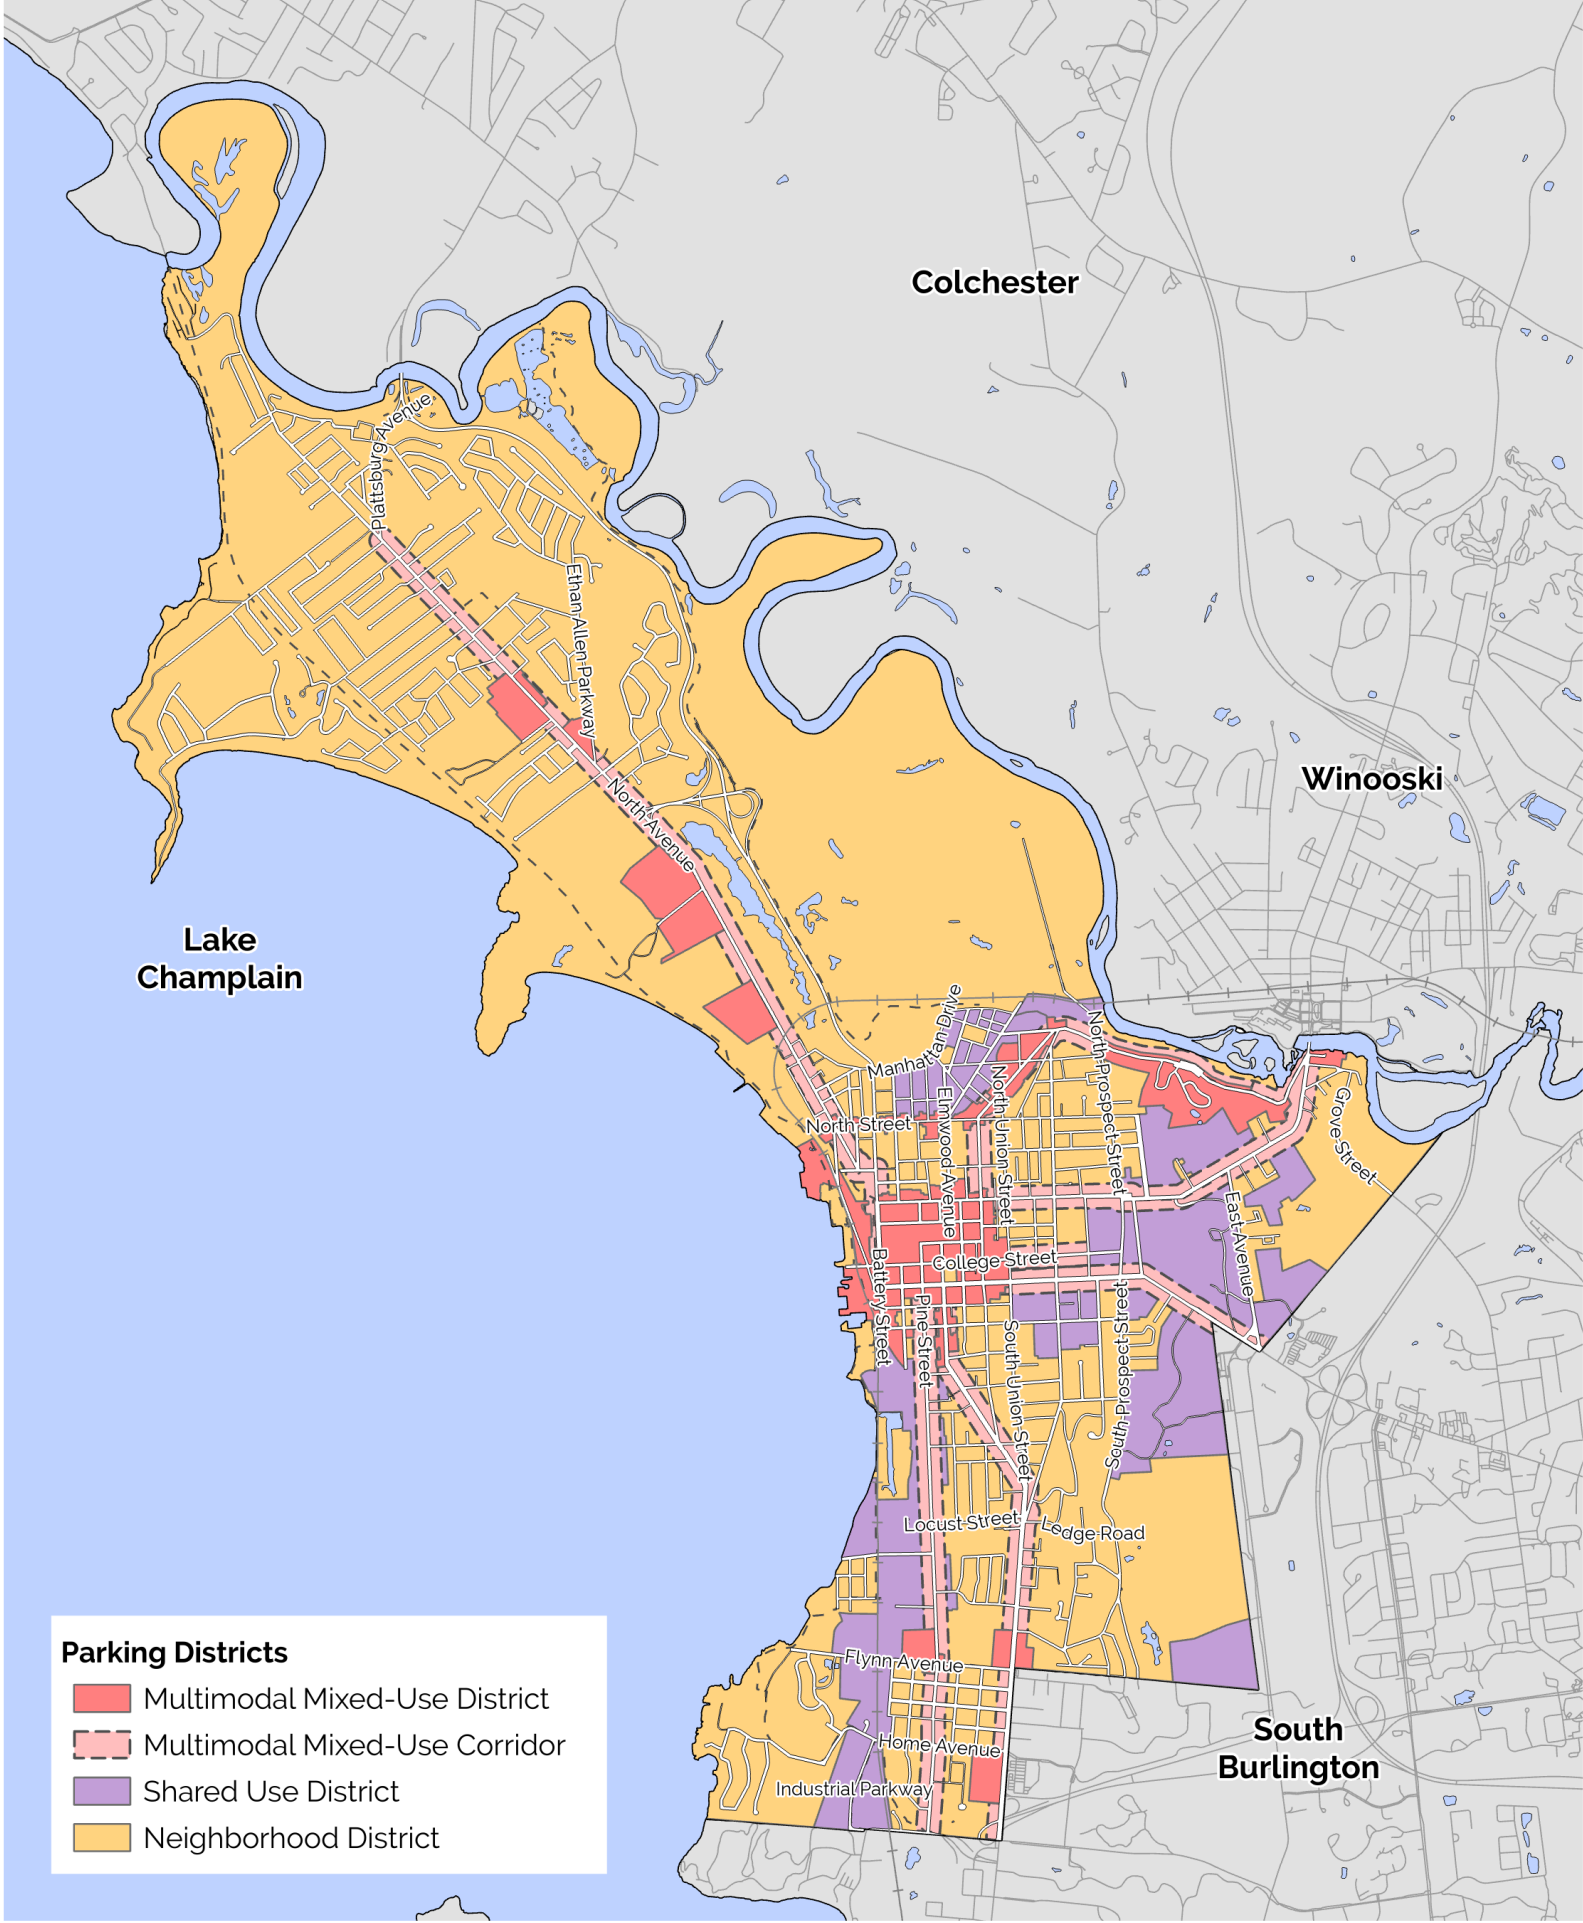 Colchester
Plattsburg Avenue
Ethan Allen Parkway
Winooski
North Avenue
Lake
Champlain
Manhattan Drive
North Prospect Street
North Union Street
Elmwood Avenue
North Street
Grove Street
East Avenue
College Street
Battery Street
Pine Street
South Union Street
South Prospect Street
Locust Street
Ledge Road
Flynn Avenue
Home Avenue
Industrial Parkway
South
Burlington
Parking Districts
Multimodal Mixed-Use District
Multimodal Mixed-Use Corridor
Shared Use District
Neighborhood District